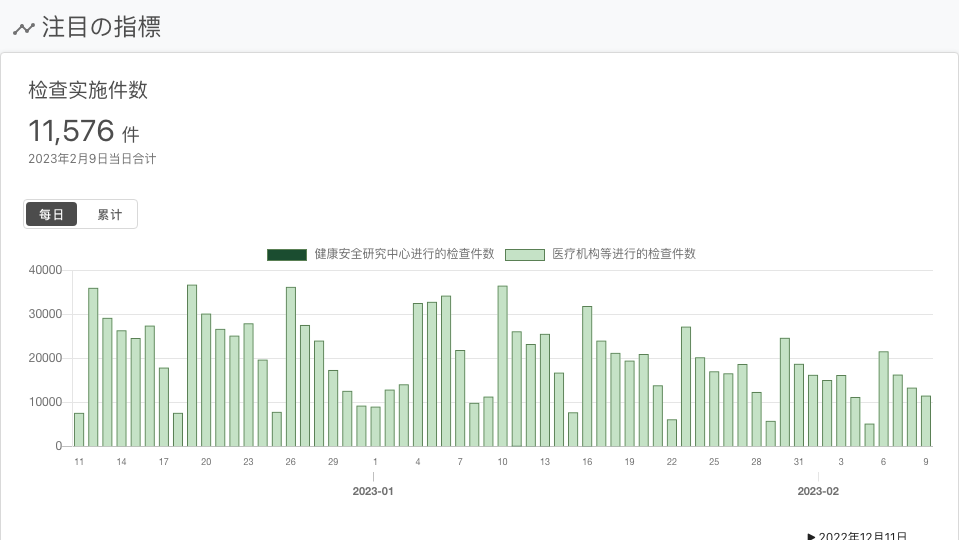 注目の指標
检查实施件数
11,576 件
2023年2月9日当日合计
每日 累计
健康安全研究中心进行的检查件数 医疗机构等进行的检查件数
40000
30000
20000
10000
0
11 14 17 20 23 26 29 1 4 7 10 13 16 19 22 25 28 31 3 6 9
2023-01 2023-02
▶ 2022年12月11日